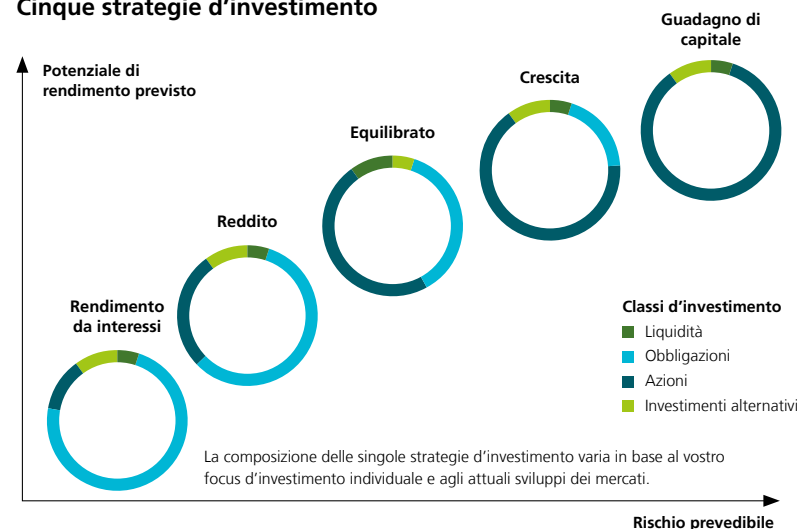 Cinque strategie d’investimento
Guadagno di
capitale
Potenziale di
rendimento previsto
Crescita
Equilibrato
Reddito
Rendimento
da interessi
Classi d’investimento
Liquidità
Obbligazioni
Azioni
Investimenti alternativi
La composizione delle singole strategie d’investimento varia in base al vostro
focus d’investimento individuale e agli attuali sviluppi dei mercati.
Rischio prevedibile